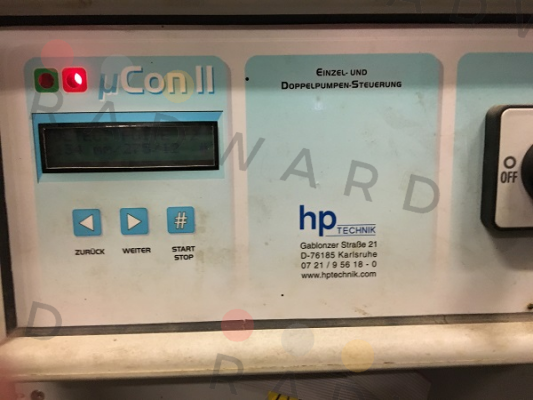 µCon II
ZURÜCK
WEITER
#
START
STOP
EINZEL- UND
DOPPELPUMPEN-STEUERUNG
hp
TECHNIK
Gablonzer Straße 21
D-76185 Karlsruhe
07 21 / 9 56 18 - 0
www.hptechnik.com
OFF
RADWARD